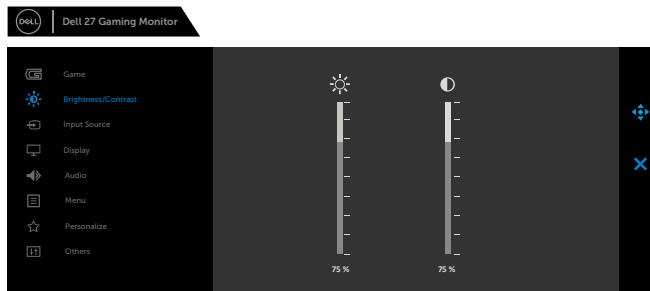 DELL
Dell 27 Gaming Monitor
Game
Brightness/Contrast
Input Source
Display
Audio
Menu
Personalize
Others
75 % 75 %